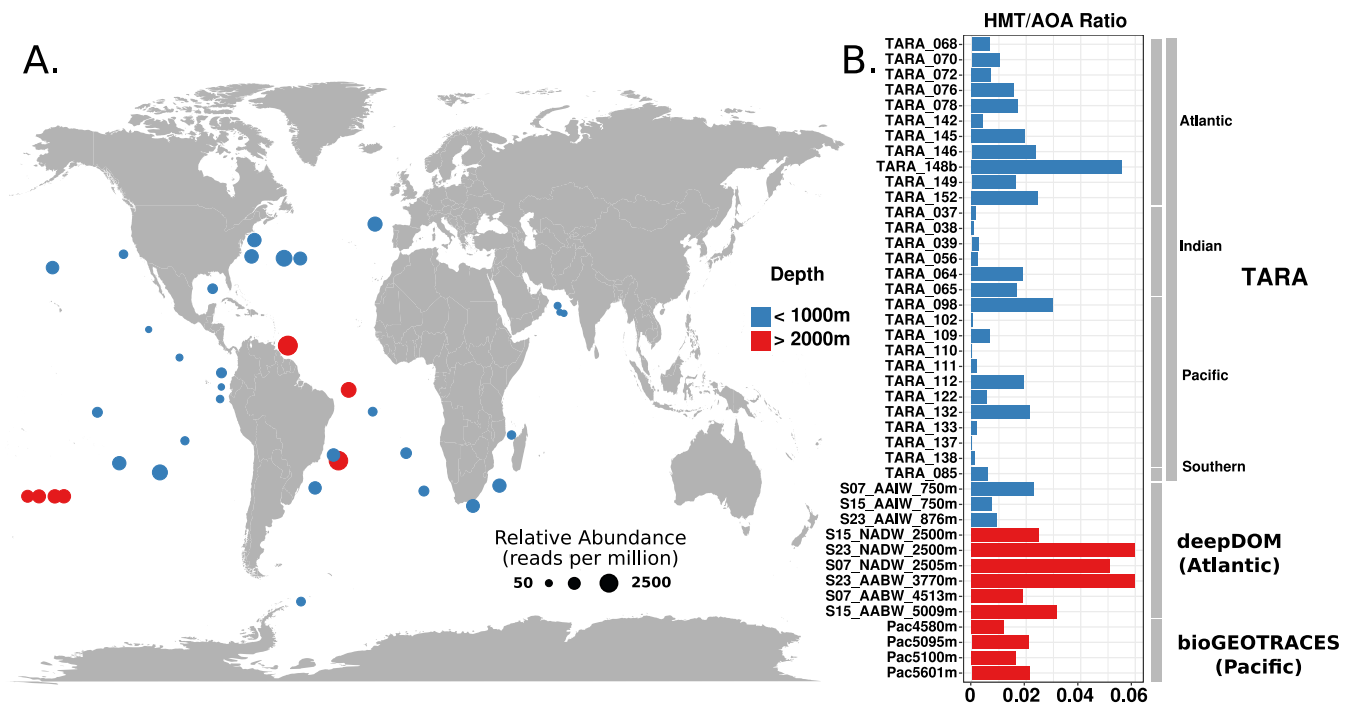 A.
Depth
< 1000m
> 2000m
Relative Abundance
(reads per million)
50
2500
B.
HMT/AOA Ratio
TARA_068
TARA_070
TARA_072
TARA_076
TARA_078
TARA_142
TARA_145
TARA_146
TARA_148b
TARA_149
TARA_152
TARA_037
TARA_038
TARA_039
TARA_056
TARA_064
TARA_065
TARA_098
TARA_102
TARA_109
TARA_110
TARA_111
TARA_112
TARA_122
TARA_132
TARA_133
TARA_137
TARA_138
TARA_085
S07_AAIW_750m
S15_AAIW_750m
S23_AAIW_876m
S15_NADW_2500m
S23_NADW_2500m
S07_NADW_2505m
S23_AABW_3770m
S07_AABW_4513m
S15_AABW_5009m
Pac4580m
Pac5095m
Pac5100m
Pac5601m
0 0.02 0.04 0.06
Atlantic
Indian
Pacific
Southern
TARA
deepDOM
(Atlantic)
bioGEOTRACES
(Pacific)